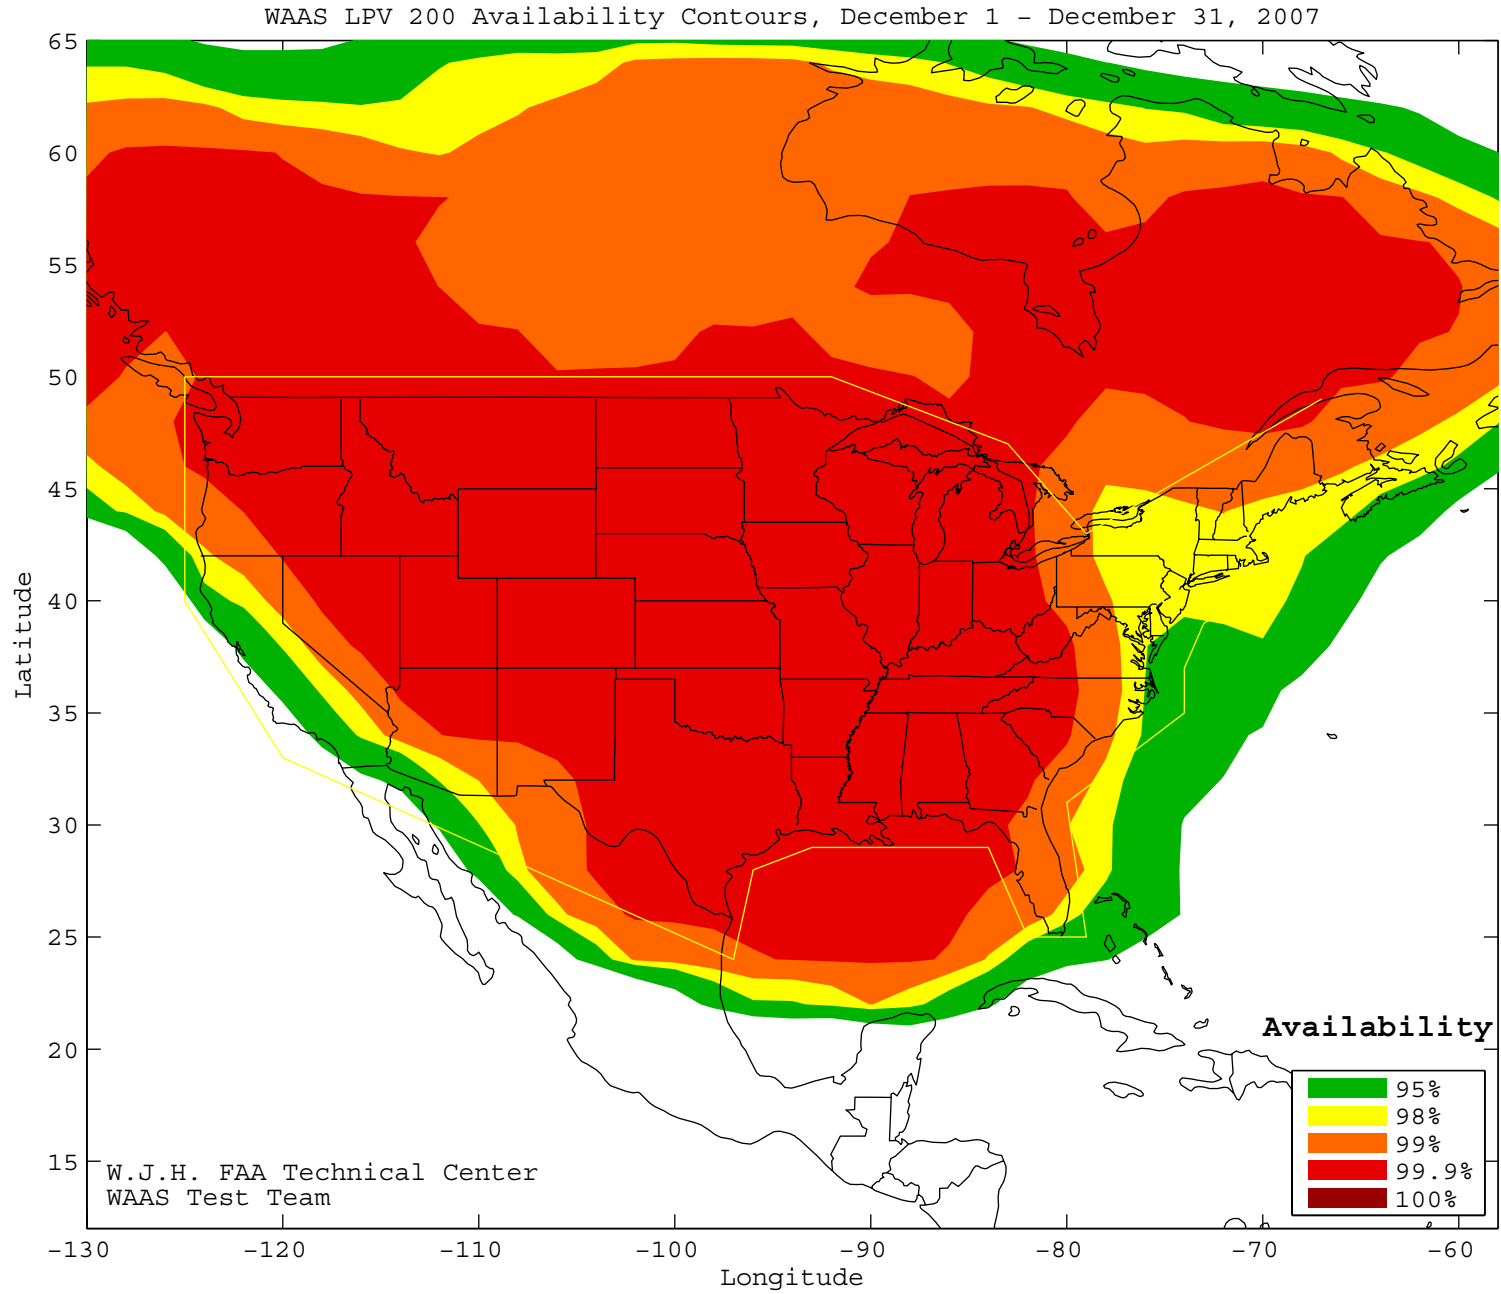 WAAS LPV 200 Availability Contours, December 1 - December 31, 2007
65
60
55
50
45
40
35
30
25
20
15
Latitude
Availability
95%
98%
99%
99.9%
100%
W.J.H. FAA Technical Center
WAAS Test Team
-130 -120 -110 -100 -90 -80 -70 -60
Longitude